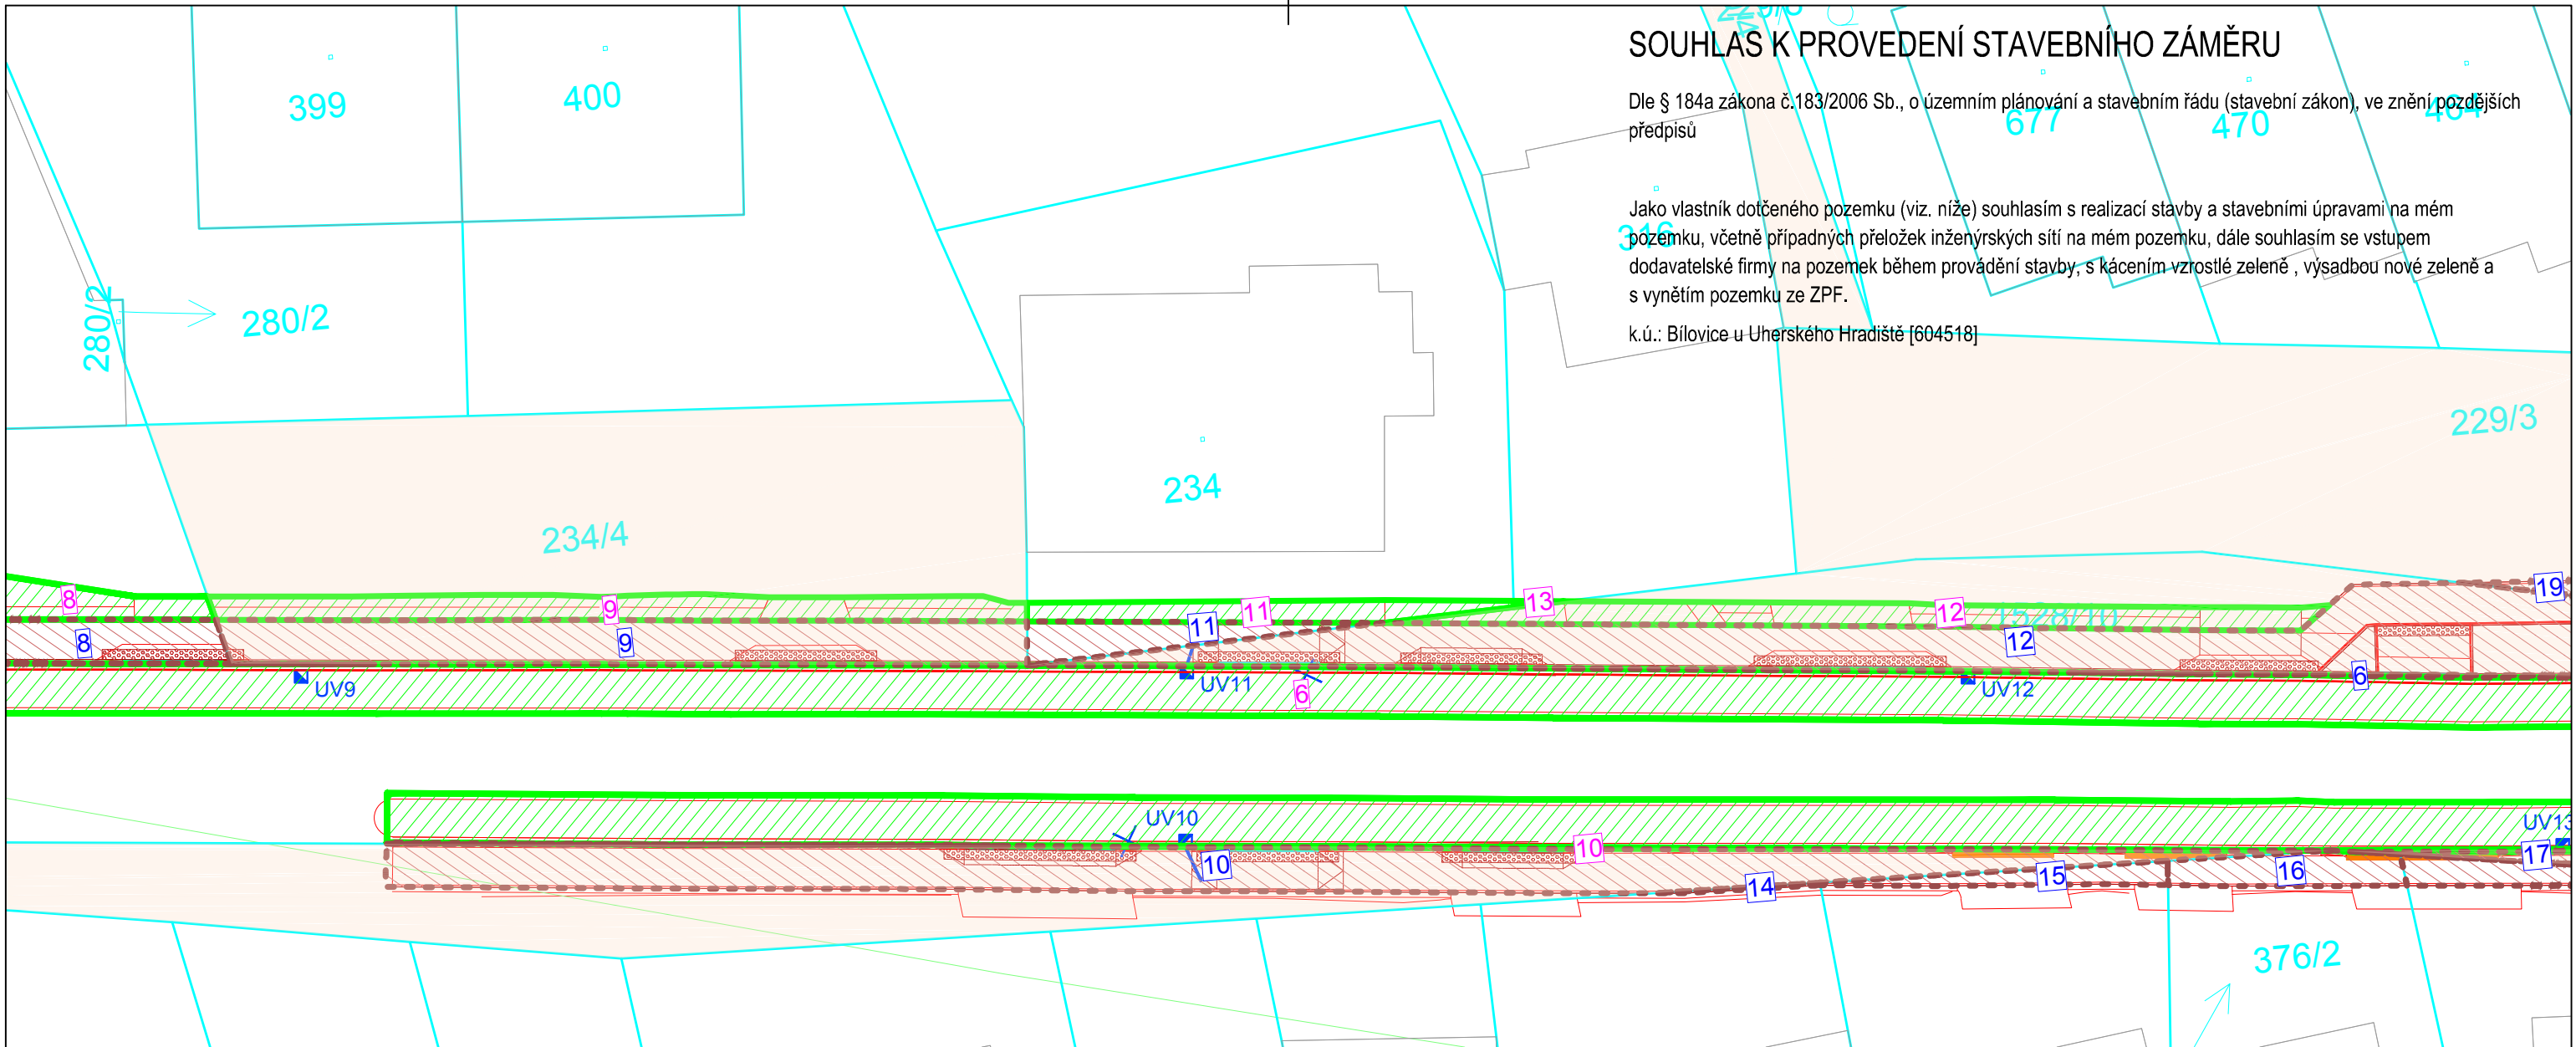 SOUHLAS K PROVEDENÍ STAVEBNÍHO ZÁMĚRU
Dle § 184a zákona č.183/2006 Sb., o územním plánování a stavebním řádu (stavební zákon), ve znění pozdějších
předpisů
Jako vlastník dotčeného pozemku (viz. níže) souhlasím s realizací stavby a stavebními úpravami na mém
pozemku, včetně případných přeložek inženýrských sítí na mém pozemku, dále souhlasím se vstupem
dodavatelské firmy na pozemek během provádění stavby, s kácením vzrostlé zeleně , výsadbou nové zeleně a
s vynětím pozemku ze ZPF.
k.ú.: Bílovice u Uherského Hradiště [604518]
399
400
677
470
464
316
280/2
280/2
229/3
234
234/4
1528/10
8
9
11
13
12
19
8
9
11
12
6
6
UV9
UV11
UV12
UV10
UV13
10
10
14
15
16
17
376/2